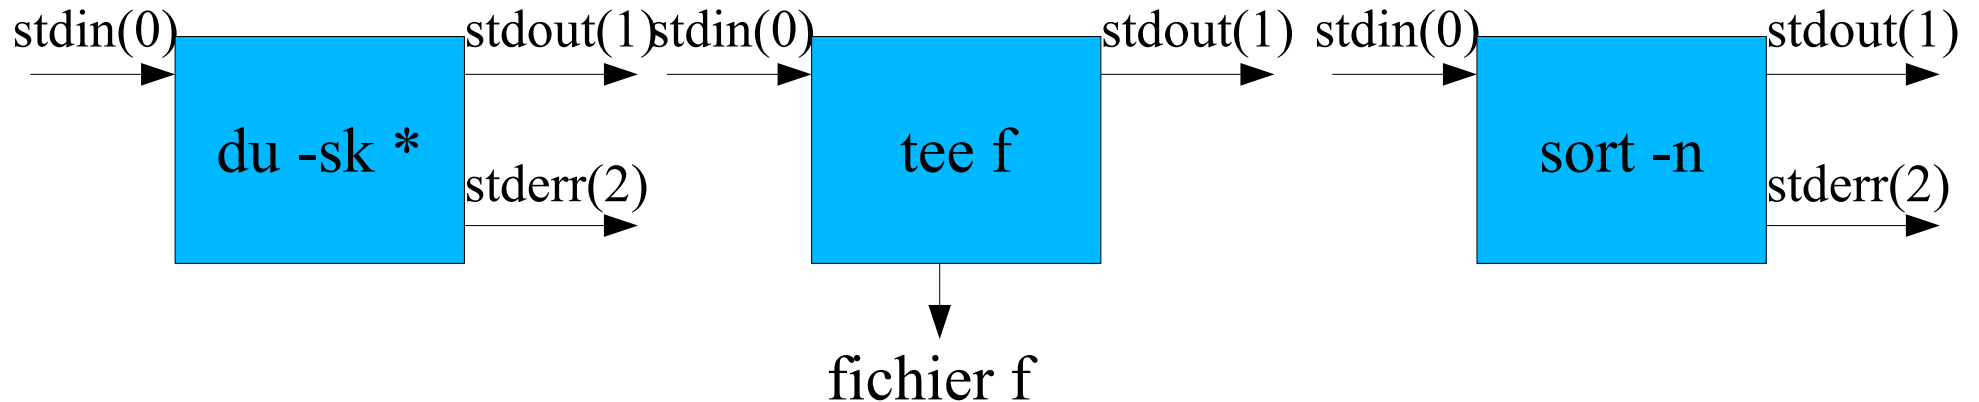 stdin(0) stdout(1) stdin(0) stdout(1) stdin(0) stdout(1)
du -sk * tee f sort -n
stderr(2) stderr(2)
fichier f